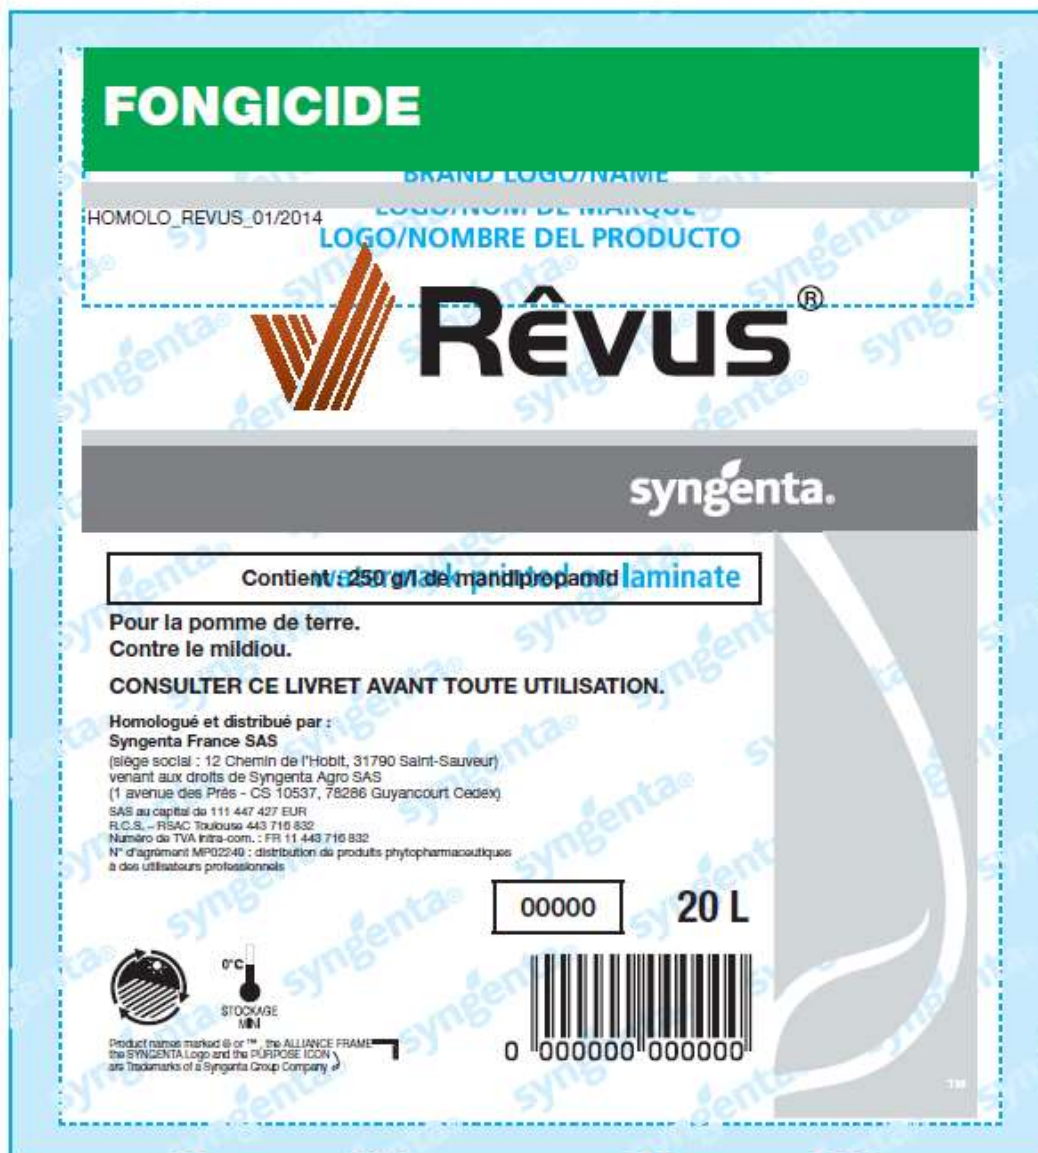 FONGICIDE
BRAND LOGO/NAME
HOMOLO_REVUS_01/2014
LOGO/NOM DE MARQUE
LOGO/NOMBRE DEL PRODUCTO
Rêvus®
syngenta.
Contient : 250 g/l de mandipropamid
watermark printed on laminate
Pour la pomme de terre.
Contre le mildiou.
CONSULTER CE LIVRET AVANT TOUTE UTILISATION.
Homologué et distribué par :
Syngenta France SAS
(siège social : 12 Chemin de l'Hobit, 31790 Saint-Sauveur)
venant aux droits de Syngenta Agro SAS
(1 avenue des Prés - CS 10537, 78286 Guyancourt Cedex)
SAS au capital de 111 447 427 EUR
R.C.S. – RSAC Toulouse 443 716 832
Numéro de TVA intra-com. : FR 11 443 716 832
N° d'agrément MP02249 : distribution de produits phytopharmaceutiques
à des utilisateurs professionnels
00000
20 L
0°C
STOCKAGE
MINI
Product names marked ® or ™, the ALLIANCE FRAME
the SYNGENTA Logo and the PURPOSE ICON
are Trademarks of a Syngenta Group Company
0 000000 000000
TM